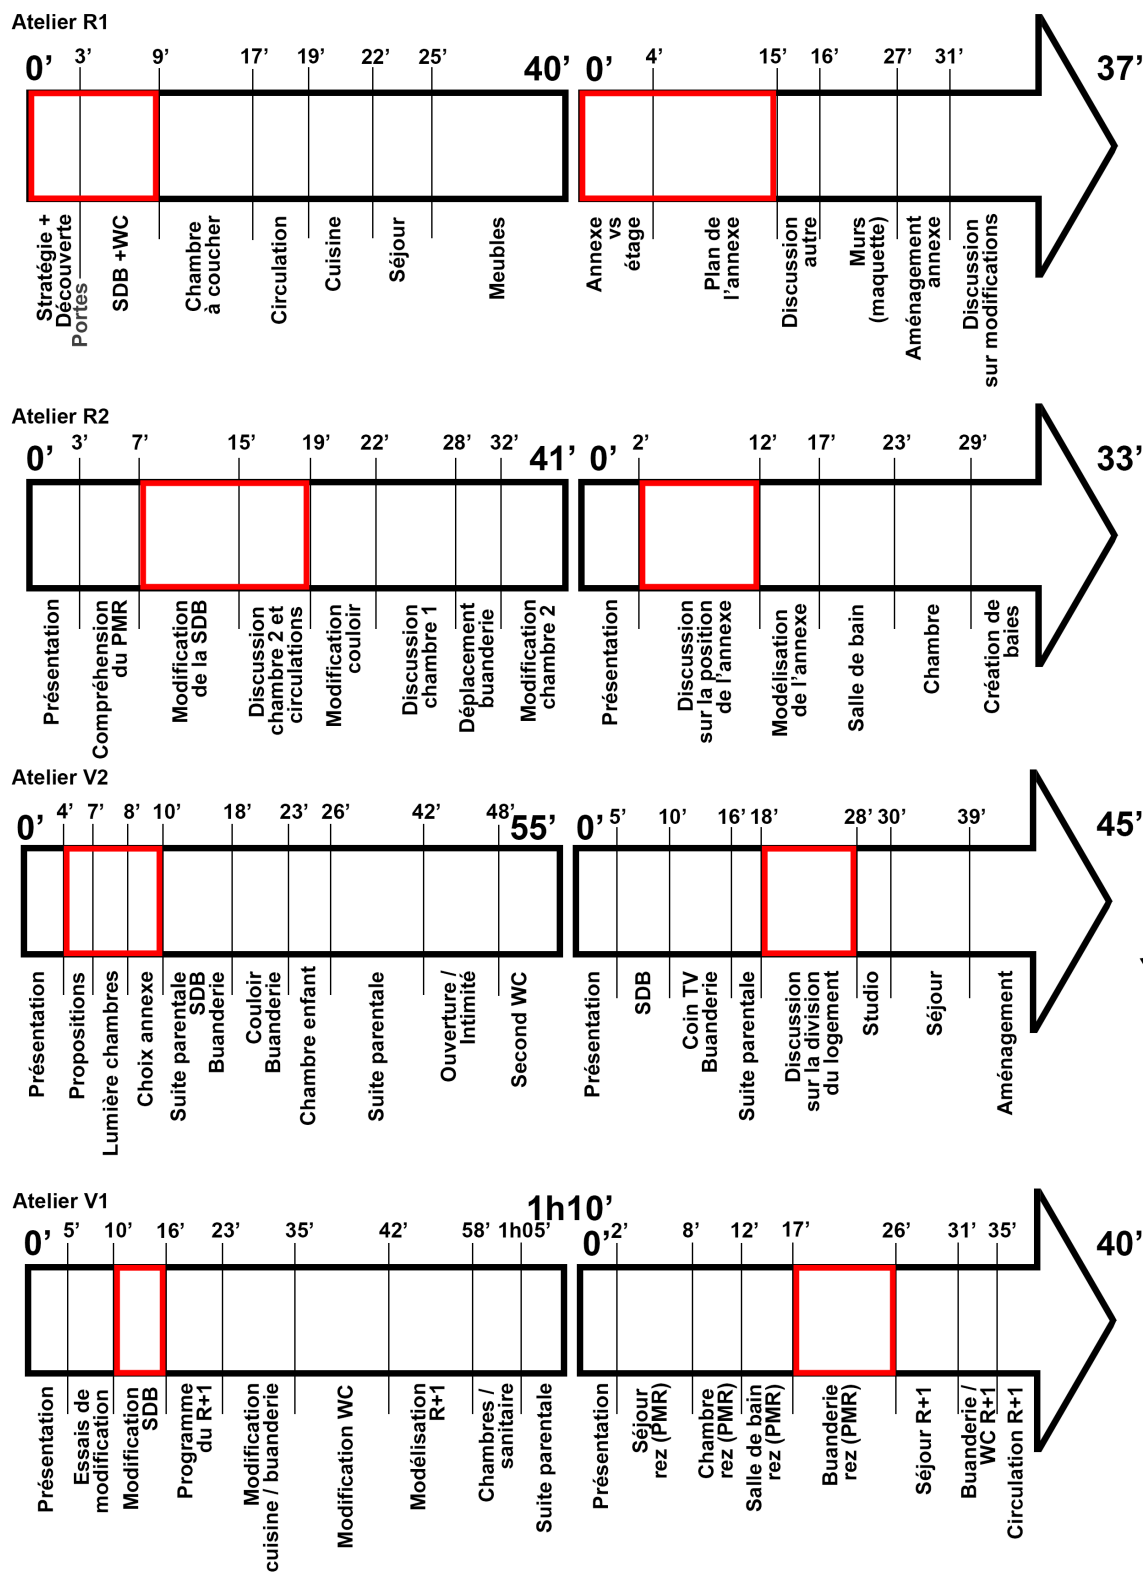 Atelier R1
0’ 3’ 9’ 17’ 19’ 22’ 25’ 40’ 0’ 4’ 15’ 16’ 27’ 31’ 37’
Stratégie +
Découverte
Portes
SDB +WC
Chambre
à coucher
Circulation
Cuisine
Séjour
Meubles
Annexe
vs
étage
Plan de
l’annexe
Discussion
autre
Murs
(maquette)
Aménagement
annexe
Discussion
sur modifications
Atelier R2
0’ 3’ 7’ 15’ 19’ 22’ 28’ 32’ 41’ 0’ 2’ 12’ 17’ 23’ 29’ 33’
Présentation
Compréhension
du PMR
Modification
de la SDB
Discussion
chambre 2 et
circulations
Modification
couloir
Discussion
chambre 1
Déplacement
buanderie
Modification
chambre 2
Présentation
Discussion
sur la position
de l’annexe
Modélisation
de l’annexe
Salle de bain
Chambre
Création de
baies
Atelier V2
0’ 4’ 7’ 8’ 10’ 18’ 23’ 26’ 42’ 48’ 55’ 0’ 5’ 10’ 16’ 18’ 28’ 30’ 39’ 45’
Présentation
Propositions
Lumière chambres
Choix annexe
Suite parentale
SDB
Buanderie
Couloir
Buanderie
Chambre enfant
Suite parentale
Ouverture /
Intimité
Second WC
Présentation
SDB
Coin TV
Buanderie
Suite parentale
Discussion
sur la division
du logement
Studio
Séjour
Aménagement
Atelier V1
0’ 5’ 10’ 16’ 23’ 35’ 42’ 58’ 1h05’ 1h10’ 0’ 2’ 8’ 12’ 17’ 26’ 31’ 35’ 40’
Présentation
Essais de
modification
Modification
SDB
Programme
du R+1
Modification
cuisine / buanderie
Modification WC
Modélisation
R+1
Chambres /
sanitaire
Suite parentale
Présentation
Séjour
rez (PMR)
Chambre
rez (PMR)
Salle de bain
rez (PMR)
Buanderie
rez (PMR)
Séjour R+1
Buanderie /
WC R+1
Circulation R+1